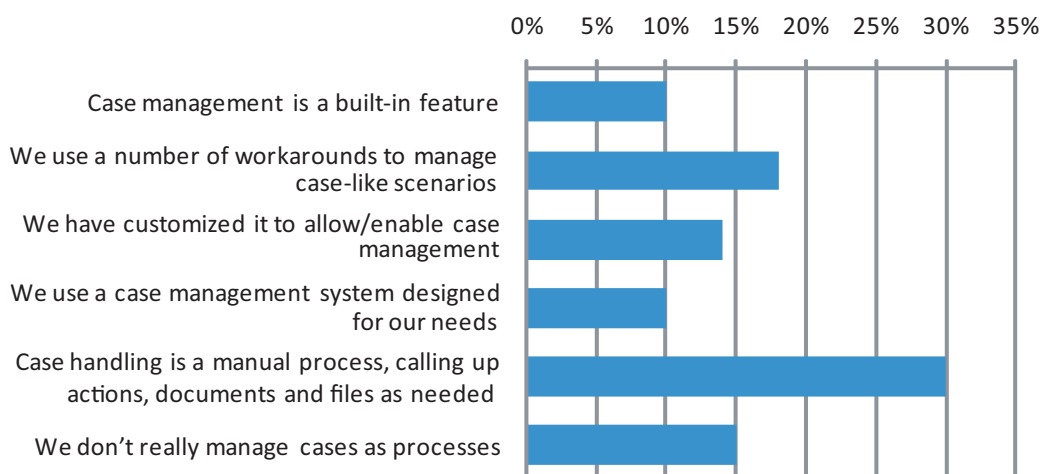 0% 5% 10% 15% 20% 25% 30% 35%
Case management is a built-in feature
We use a number of workarounds to manage
case-like scenarios
We have customized it to allow/enable case
management
We use a case management system designed
for our needs
Case handling is a manual process, calling up
actions, documents and files as needed
We don’t really manage cases as processes